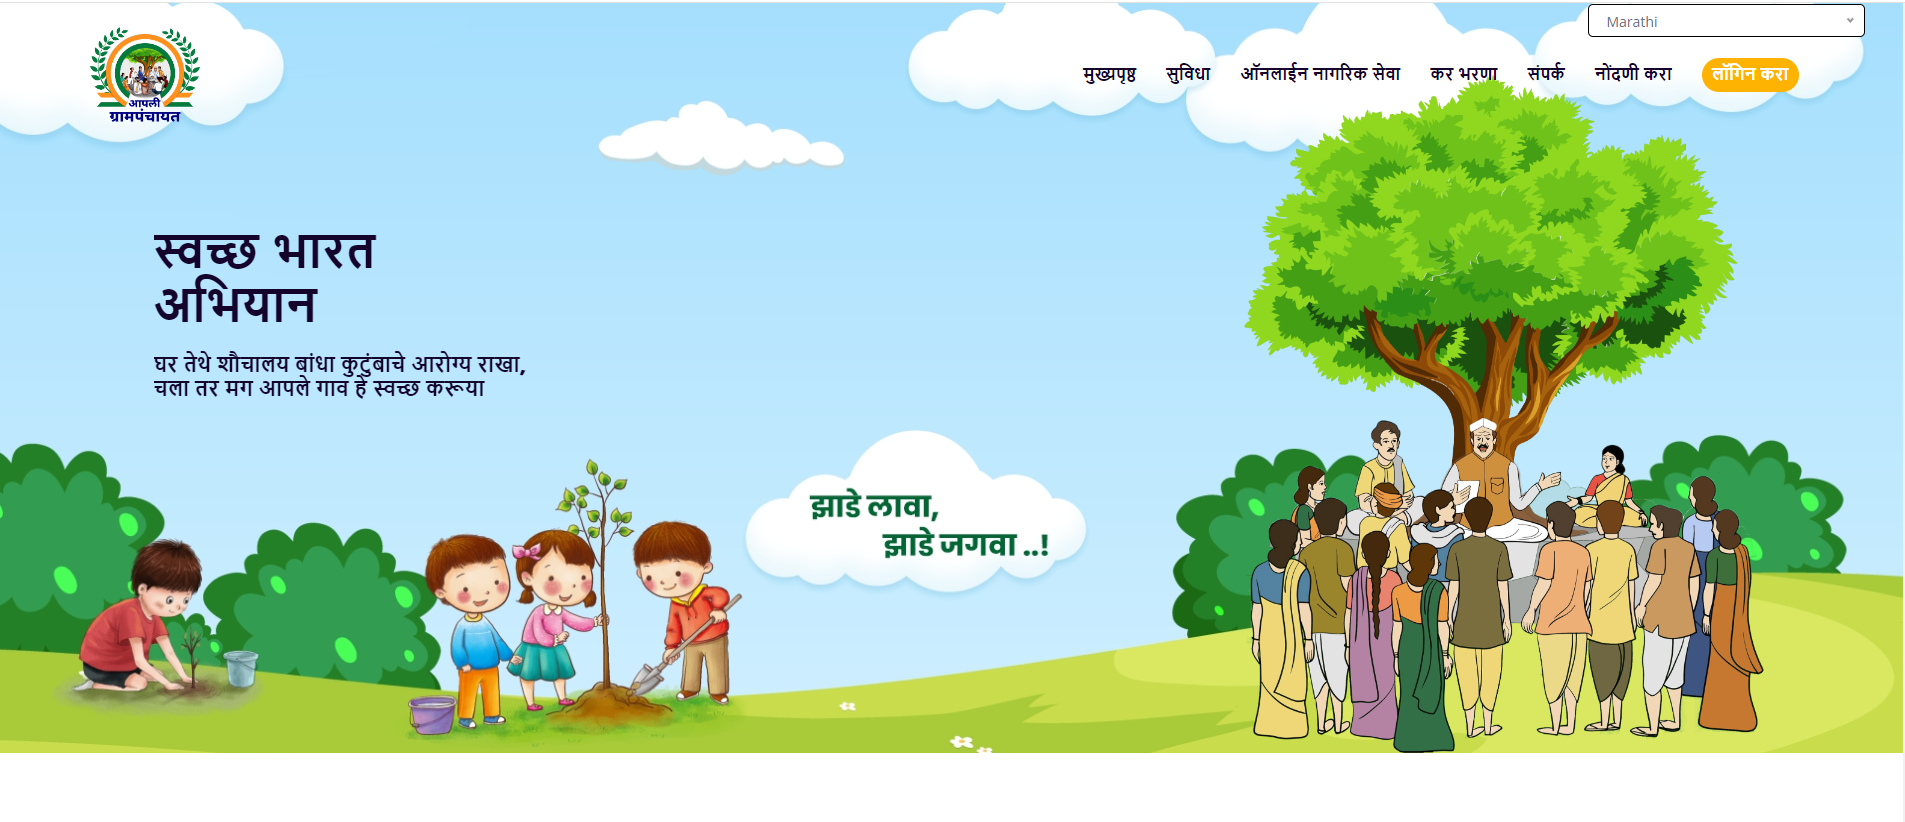 Marathi
आपली
ग्रामपंचायत
मुख्यपृष्ठ सुविधा ऑनलाईन नागरिक सेवा कर भरणा संपर्क नोंदणी करा लॉगिन करा
स्वच्छ भारत
अभियान
घर तेथे शौचालय बांधा कुटुंबाचे आरोग्य राखा,
चला तर मग आपले गाव हे स्वच्छ करूया
झाडे लावा,
झाडे जगवा ..!